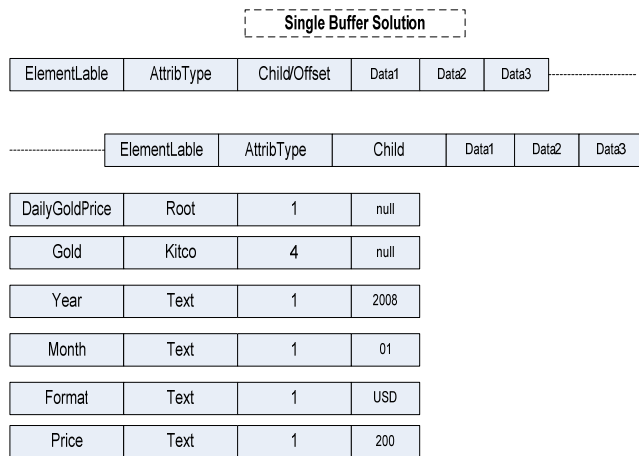 Single Buffer Solution
ElementLable AttribType Child/Offset Data1 Data2 Data3
ElementLable AttribType Child Data1 Data2 Data3
DailyGoldPrice Root 1 null
Gold Kitco 4 null
Year Text 1 2008
Month Text 1 01
Format Text 1 USD
Price Text 1 200